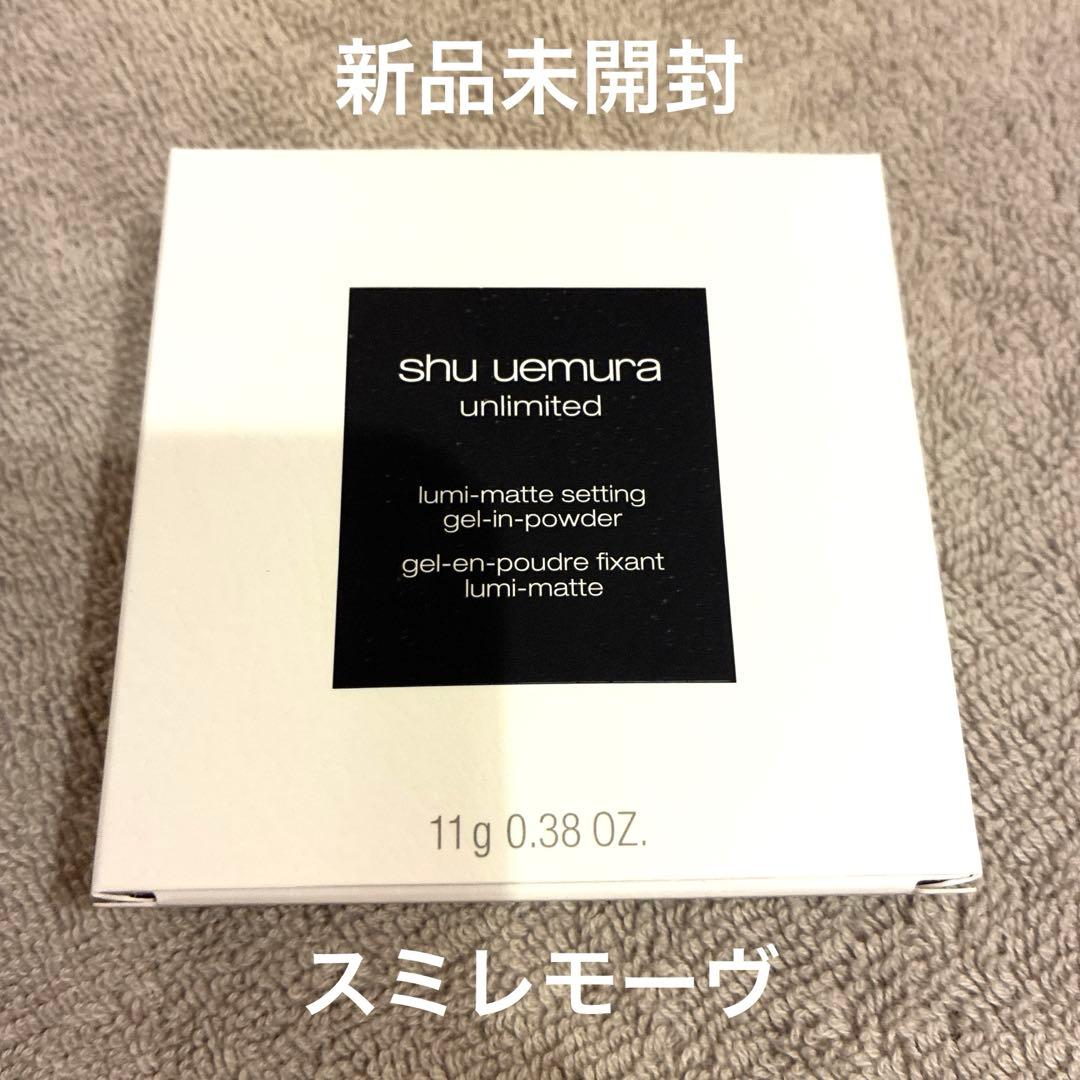 新品未開封
shu uemura
unlimited
lumi-matte setting
gel-in-powder
gel-en-poudre fixant
lumi-matte
11 g 0.38 OZ.
スミレモーヴ